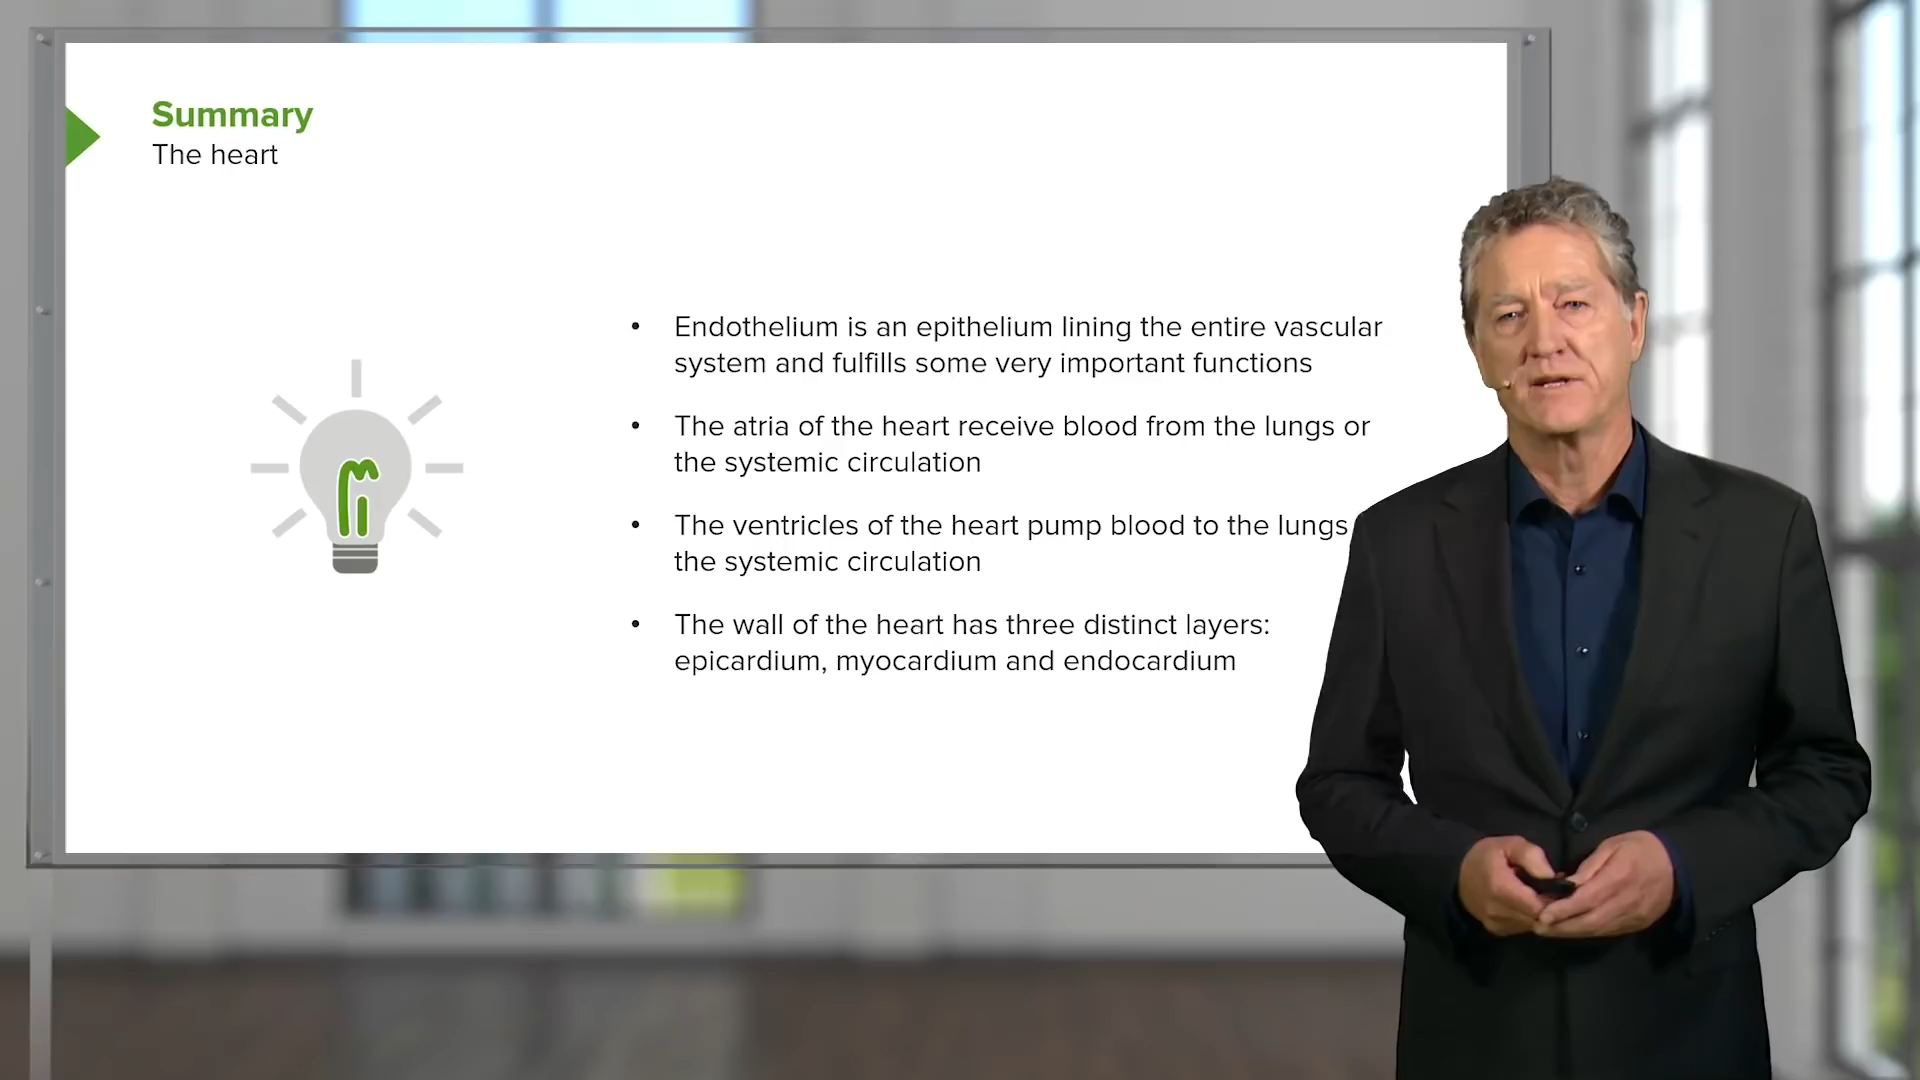 Summary
The heart
• Endothelium is an epithelium lining the entire vascular
system and fulfills some very important functions
• The atria of the heart receive blood from the lungs or
the systemic circulation
• The ventricles of the heart pump blood to the lungs
the systemic circulation
• The wall of the heart has three distinct layers:
epicardium, myocardium and endocardium